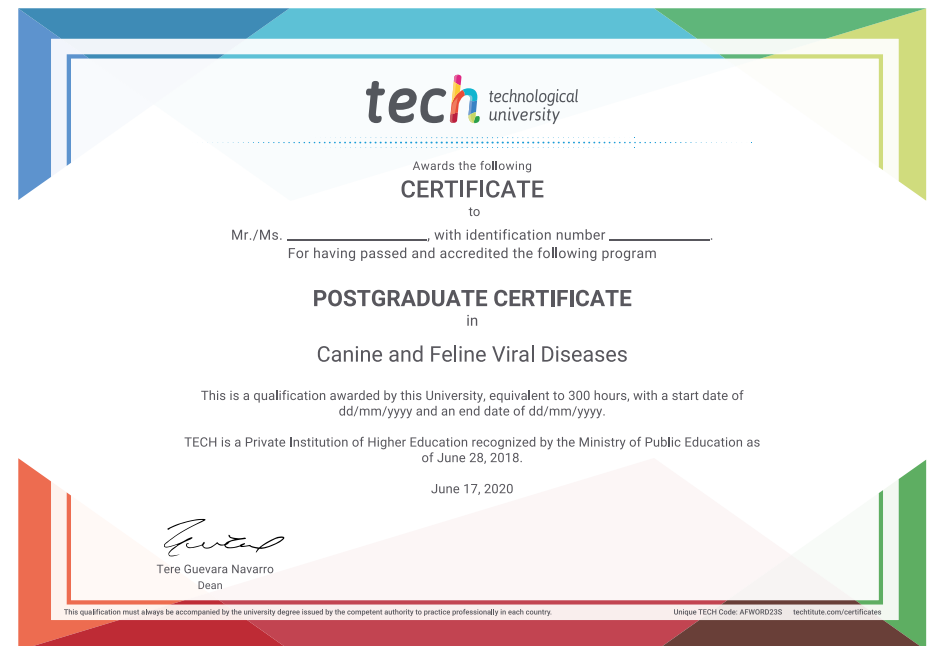 tech technological
university
Awards the following
CERTIFICATE
to
Mr./Ms. ____________________, with identification number ______________.
For having passed and accredited the following program
POSTGRADUATE CERTIFICATE
in
Canine and Feline Viral Diseases
This is a qualification awarded by this University, equivalent to 300 hours, with a start date of
dd/mm/yyyy and an end date of dd/mm/yyyy.
TECH is a Private Institution of Higher Education recognized by the Ministry of Public Education as
of June 28, 2018.
June 17, 2020
Tere Guevara Navarro
Dean
This qualification must always be accompanied by the university degree issued by the competent authority to practice professionally in each country. Unique TECH Code: AFWORD23S techtitute.com/certificates